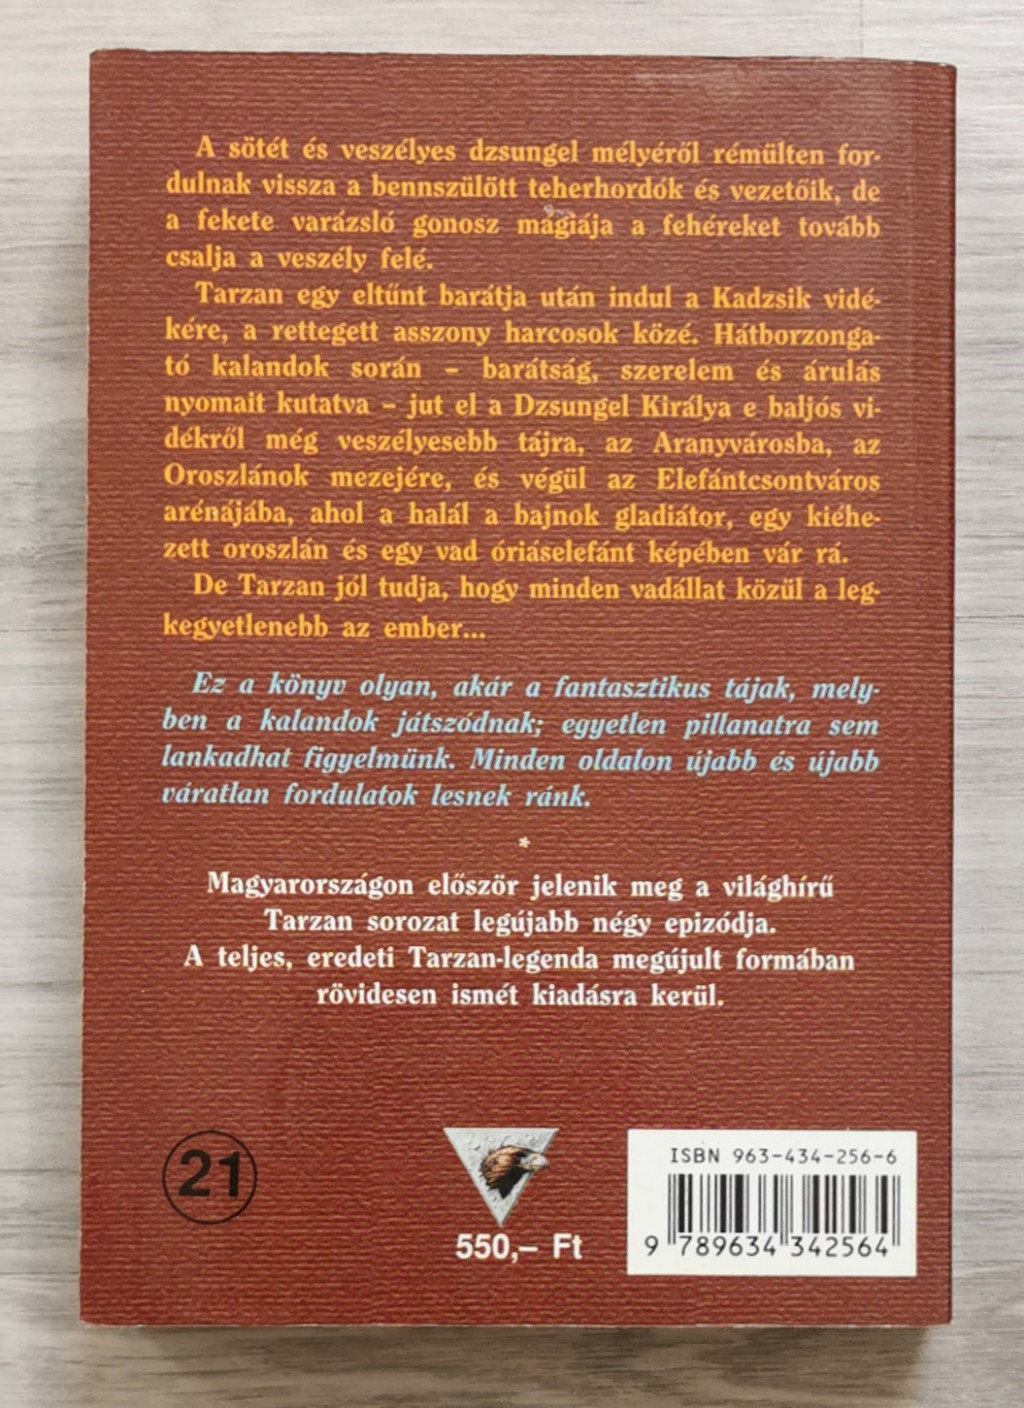 A sötét és veszélyes dzsungel mélyéről rémülten for-
dulnak vissza a bennszülött teherhordók és vezetőik, de
a fekete varázsló gonosz mágiája a fehéreket tovább
csalja a veszély felé.
Tarzan egy eltűnt barátja után indul a Kadzsik vidé-
kére, a rettegett asszony harcosok közé. Hátborzonga-
tó kalandok során – barátság, szerelem és árulás
nyomait kutatva – jut el a Dzsungel Királya e baljós vi-
dékről még veszélyesebb tájra, az Aranyvárosba, az
Oroszlánok mezejére, és végül az Elefántcsontváros
arénájába, ahol a halál a bajnok gladiátor, egy kiéhe-
zett oroszlán és egy vad óriáselefánt képében vár rá.
De Tarzan jól tudja, hogy minden vadállat közül a leg-
kegyetlenebb az ember...
Ez a könyv olyan, akár a fantasztikus tájak, mely-
ben a kalandok játszódnak; egyetlen pillanatra sem
lankadhat figyelmünk. Minden oldalon újabb és újabb
váratlan fordulatok lesnek ránk.
*
Magyarországon először jelenik meg a világhírű
Tarzan sorozat legújabb négy epizódja.
A teljes, eredeti Tarzan-legenda megújult formában
rövidesen ismét kiadásra kerül.
21
550,– Ft
ISBN 963-434-256-6
9 789634 342564